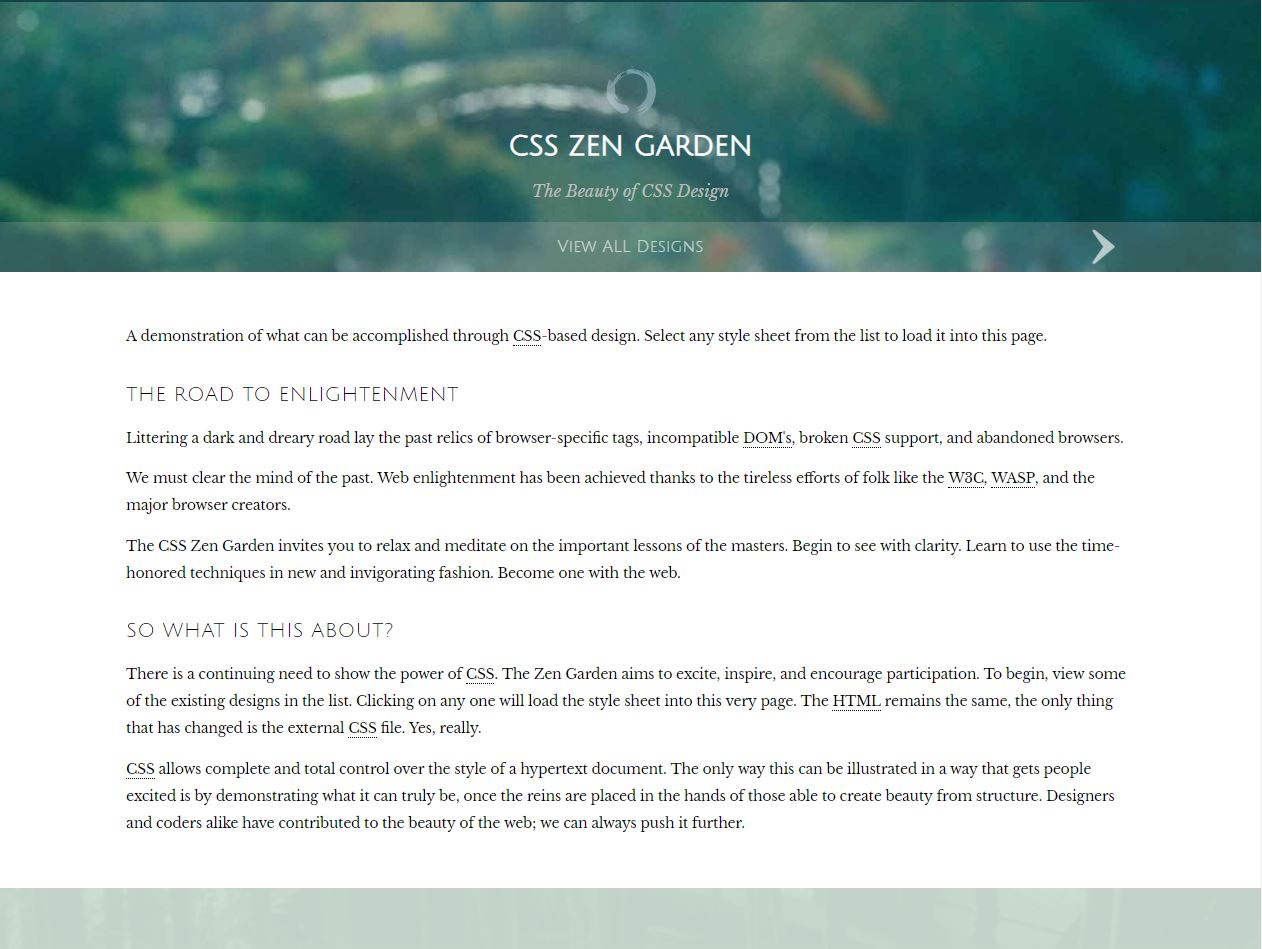 CSS ZEN GARDEN
The Beauty of CSS Design
View All Designs
A demonstration of what can be accomplished through CSS-based design. Select any style sheet from the list to load it into this page.
THE ROAD TO ENLIGHTENMENT
Littering a dark and dreary road lay the past relics of browser-specific tags, incompatible DOM's, broken CSS support, and abandoned browsers.
We must clear the mind of the past. Web enlightenment has been achieved thanks to the tireless efforts of folk like the W3C, WASP, and the
major browser creators.
The CSS Zen Garden invites you to relax and meditate on the important lessons of the masters. Begin to see with clarity. Learn to use the time-
honored techniques in new and invigorating fashion. Become one with the web.
SO WHAT IS THIS ABOUT?
There is a continuing need to show the power of CSS. The Zen Garden aims to excite, inspire, and encourage participation. To begin, view some
of the existing designs in the list. Clicking on any one will load the style sheet into this very page. The HTML remains the same, the only thing
that has changed is the external CSS file. Yes, really.
CSS allows complete and total control over the style of a hypertext document. The only way this can be illustrated in a way that gets people
excited is by demonstrating what it can truly be, once the reins are placed in the hands of those able to create beauty from structure. Designers
and coders alike have contributed to the beauty of the web; we can always push it further.